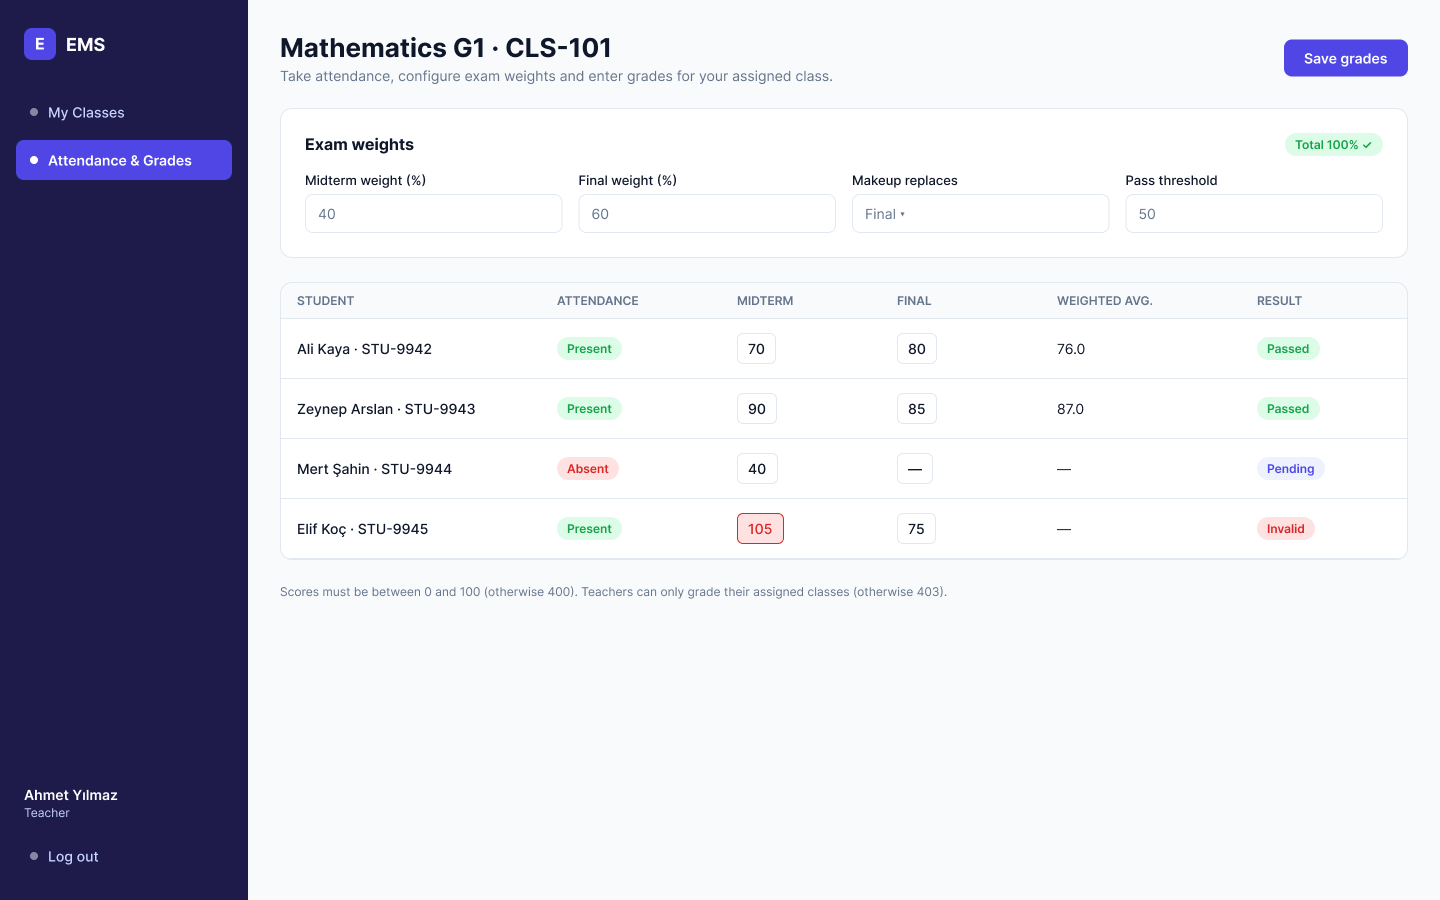 E EMS
My Classes
Attendance & Grades
Ahmet Yılmaz
Teacher
Log out
Mathematics G1 · CLS-101
Take attendance, configure exam weights and enter grades for your assigned class.
Save grades
Exam weights
Total 100% ✓
Midterm weight (%) Final weight (%) Makeup replaces Pass threshold
40 60 Final ▾ 50
STUDENT ATTENDANCE MIDTERM FINAL WEIGHTED AVG. RESULT
Ali Kaya · STU-9942 Present 70 80 76.0 Passed
Zeynep Arslan · STU-9943 Present 90 85 87.0 Passed
Mert Şahin · STU-9944 Absent 40 — — Pending
Elif Koç · STU-9945 Present 105 75 — Invalid
Scores must be between 0 and 100 (otherwise 400). Teachers can only grade their assigned classes (otherwise 403).